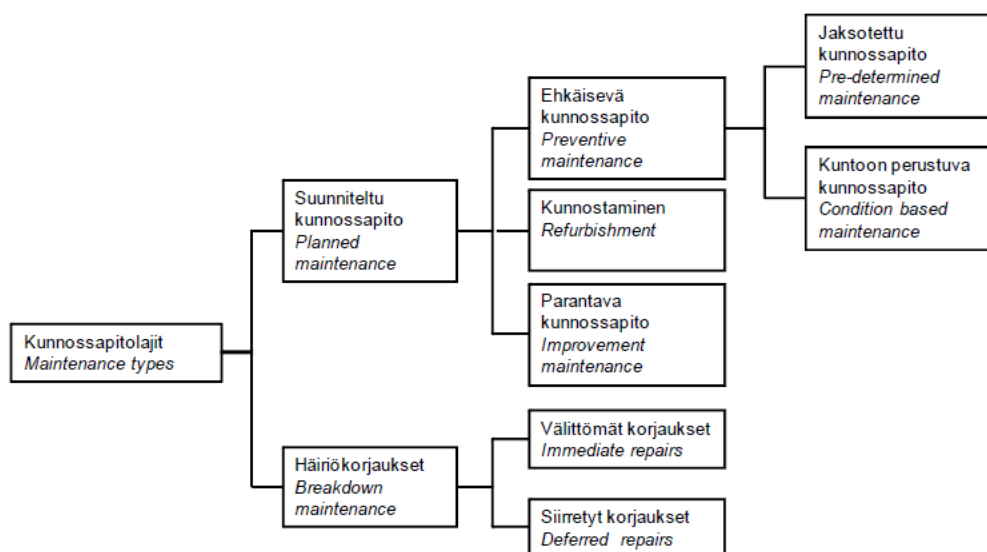 Kunnossapitolajit
Maintenance types
Suunniteltu
kunnossapito
Planned
maintenance
Ehkäisevä
kunnossapito
Preventive
maintenance
Jaksotettu
kunnossapito
Pre-determined
maintenance
Kuntoon perustuva
kunnossapito
Condition based
maintenance
Kunnostaminen
Refurbishment
Parantava
kunnossapito
Improvement
maintenance
Häiriökorjaukset
Breakdown
maintenance
Välittömät korjaukset
Immediate repairs
Siirretyt korjaukset
Deferred repairs